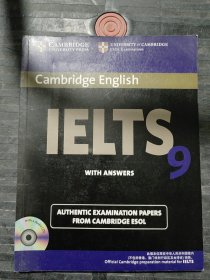 CAMBRIDGE
UNIVERSITY PRESS
UNIVERSITY of CAMBRIDGE
ESOL Examinations
Cambridge English
IELTS 9
WITH ANSWERS
AUTHENTIC EXAMINATION PAPERS
FROM CAMBRIDGE ESOL
Official Cambridge preparation material for IELTS